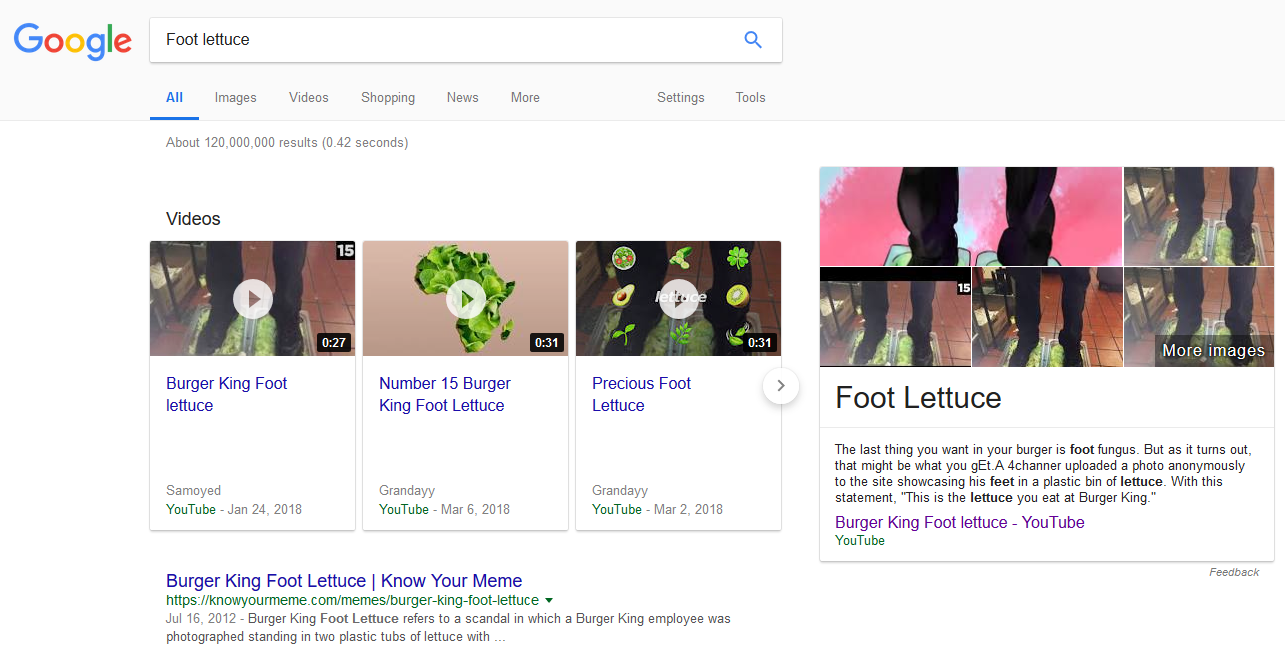 Google
Foot lettuce
All Images Videos Shopping News More Settings Tools
About 120,000,000 results (0.42 seconds)
Videos
15
0:27
Burger King Foot
lettuce
Samoyed
YouTube - Jan 24, 2018
0:31
Number 15 Burger
King Foot Lettuce
Grandayy
YouTube - Mar 6, 2018
lettuce
0:31
Precious Foot
Lettuce
Grandayy
YouTube - Mar 2, 2018
Burger King Foot Lettuce | Know Your Meme
https://knowyourmeme.com/memes/burger-king-foot-lettuce
Jul 16, 2012 - Burger King Foot Lettuce refers to a scandal in which a Burger King employee was
photographed standing in two plastic tubs of lettuce with ...
15
More images
Foot Lettuce
The last thing you want in your burger is foot fungus. But as it turns out,
that might be what you gEt.A 4channer uploaded a photo anonymously
to the site showcasing his feet in a plastic bin of lettuce. With this
statement, "This is the lettuce you eat at Burger King."
Burger King Foot lettuce - YouTube
YouTube
Feedback